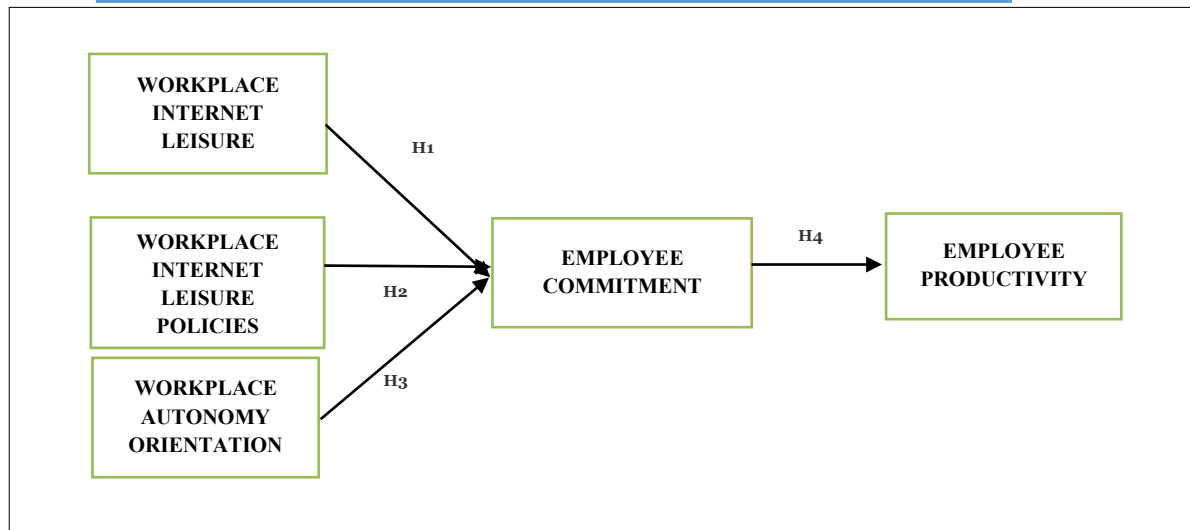 WORKPLACE
INTERNET
LEISURE
H1
WORKPLACE
INTERNET
LEISURE
POLICIES
H2
WORKPLACE
AUTONOMY
ORIENTATION
H3
EMPLOYEE
COMMITMENT
H4
EMPLOYEE
PRODUCTIVITY